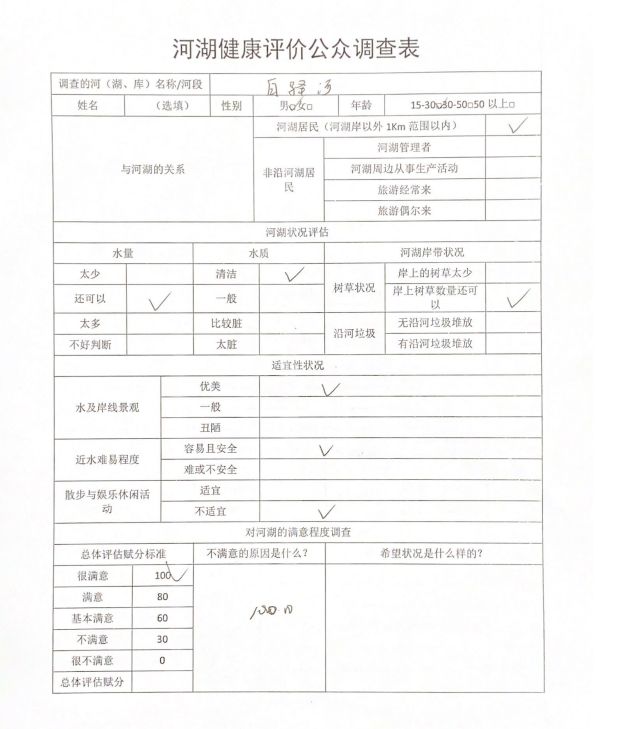 河湖健康评价公众调查表
调查的河（湖、库）名称/河段
姓名 （选填） 性别 男□女□ 年龄 15-30□30-50□50 以上□
与河湖的关系 河湖居民（河湖岸以外 1Km 范围以内） ✓
非沿河湖居民 河湖管理者
河湖周边从事生产活动
旅游经常来
旅游偶尔来
河湖状况评估
水量 水质 河湖岸带状况
太少 清洁 ✓ 树草状况 岸上的树草太少
还可以 ✓ 一般 岸上树草数量还可以 ✓
太多 比较脏 沿河垃圾 无沿河垃圾堆放
不好判断 太脏 有沿河垃圾堆放
适宜性状况
水及岸线景观 优美 ✓
一般
丑陋
近水难易程度 容易且安全 ✓
难或不安全
散步与娱乐休闲活动 适宜
不适宜 ✓
对河湖的满意程度调查
总体评估赋分标准 不满意的原因是什么？ 希望状况是什么样的？
很满意 100 ✓
满意 80
基本满意 60
不满意 30
很不满意 0
总体评估赋分